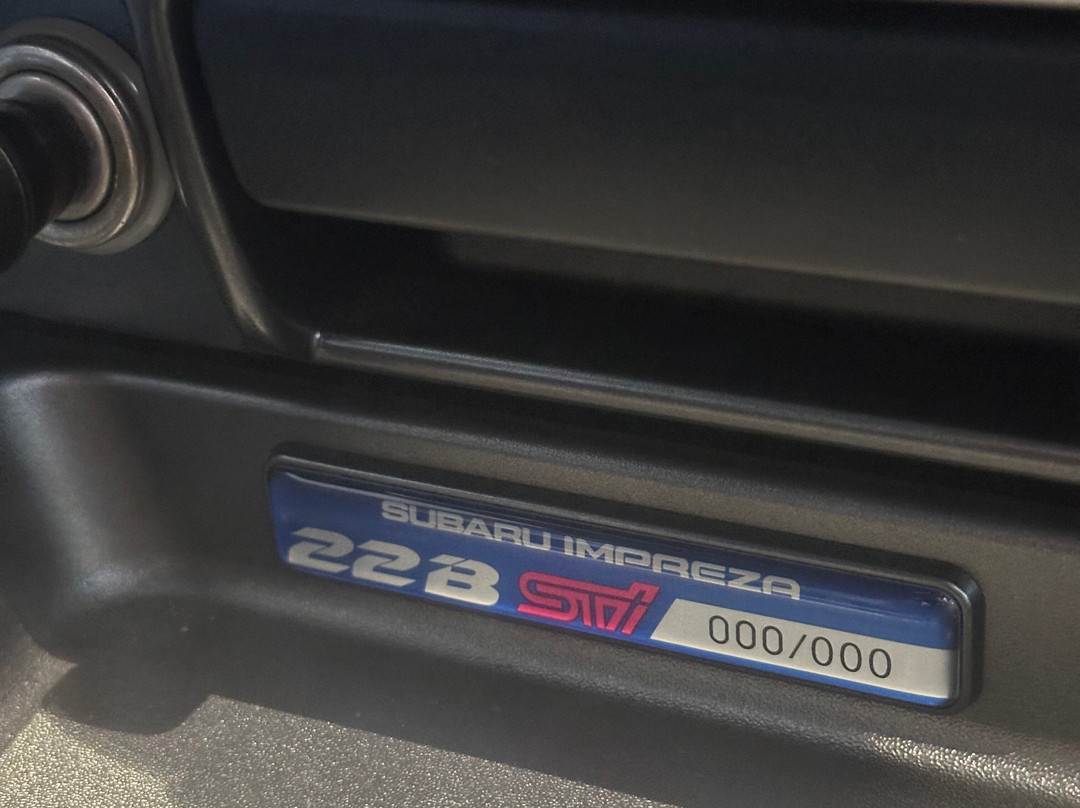 SUBARU IMPREZA
22B STi 000/000